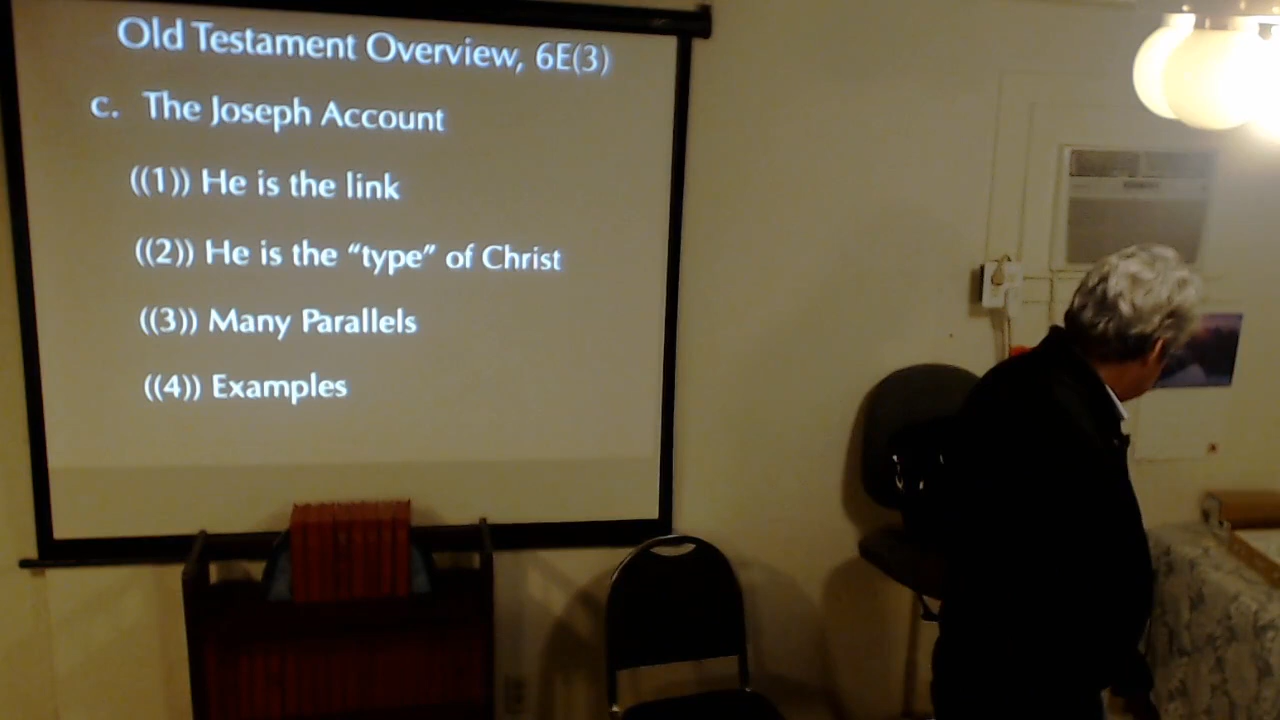 Old Testament Overview, 6E(3)
c. The Joseph Account
((1)) He is the link
((2)) He is the “type” of Christ
((3)) Many Parallels
((4)) Examples